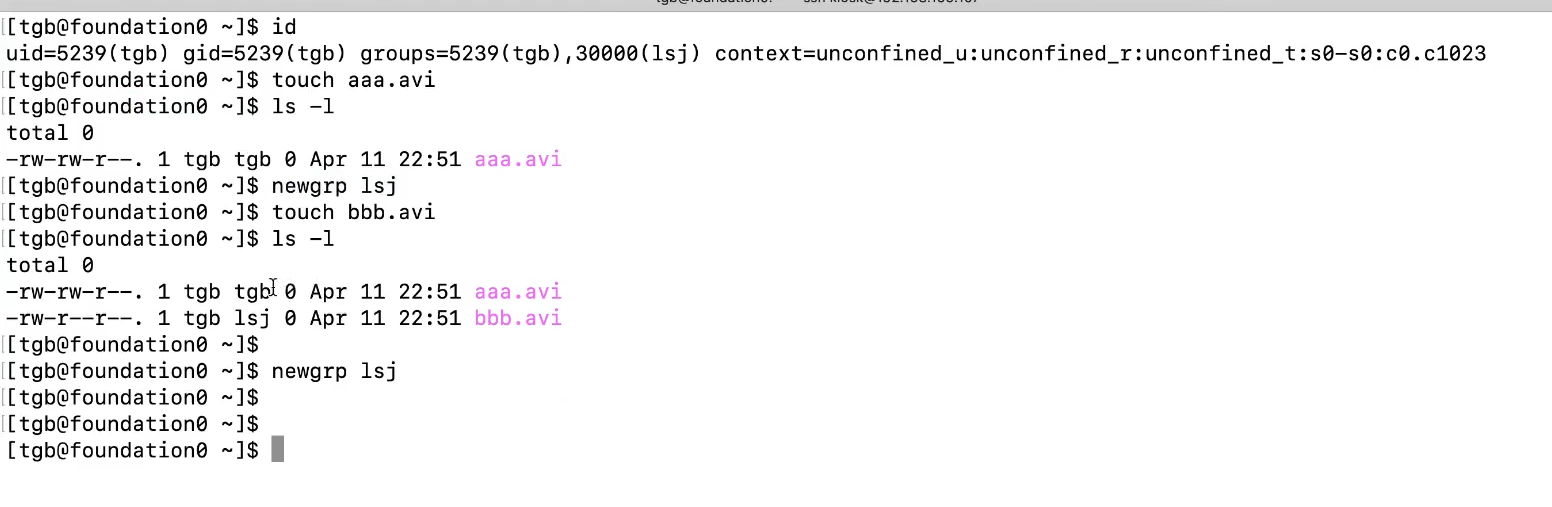 [tgb@foundation0 ~]$ id
uid=5239(tgb) gid=5239(tgb) groups=5239(tgb),30000(lsj) context=unconfined_u:unconfined_r:unconfined_t:s0-s0:c0.c1023
[tgb@foundation0 ~]$ touch aaa.avi
[tgb@foundation0 ~]$ ls -l
total 0
-rw-rw-r--. 1 tgb tgb 0 Apr 11 22:51 aaa.avi
[tgb@foundation0 ~]$ newgrp lsj
[tgb@foundation0 ~]$ touch bbb.avi
[tgb@foundation0 ~]$ ls -l
total 0
-rw-rw-r--. 1 tgb tgb 0 Apr 11 22:51 aaa.avi
-rw-r--r--. 1 tgb lsj 0 Apr 11 22:51 bbb.avi
[tgb@foundation0 ~]$
[tgb@foundation0 ~]$ newgrp lsj
[tgb@foundation0 ~]$
[tgb@foundation0 ~]$
[tgb@foundation0 ~]$